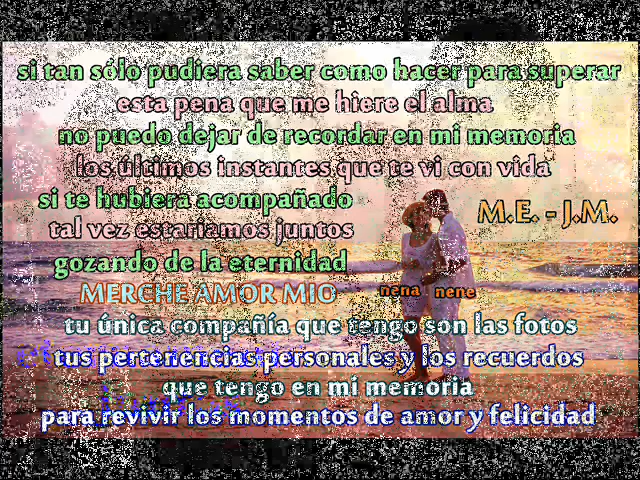 si tan sólo pudiera saber como hacer para superar
esta pena que me hiere el alma
no puedo dejar de recordar en mi memoria
los últimos instantes que te vi con vida
si te hubiera acompañado
tal vez estariamos juntos
M.E. - J.M.
gozando de la eternidad
MERCHE AMOR MIO
nena nene
tu única compañía que tengo son las fotos
tus pertenencias personales y los recuerdos
que tengo en mi memoria
para revivir los momentos de amor y felicidad